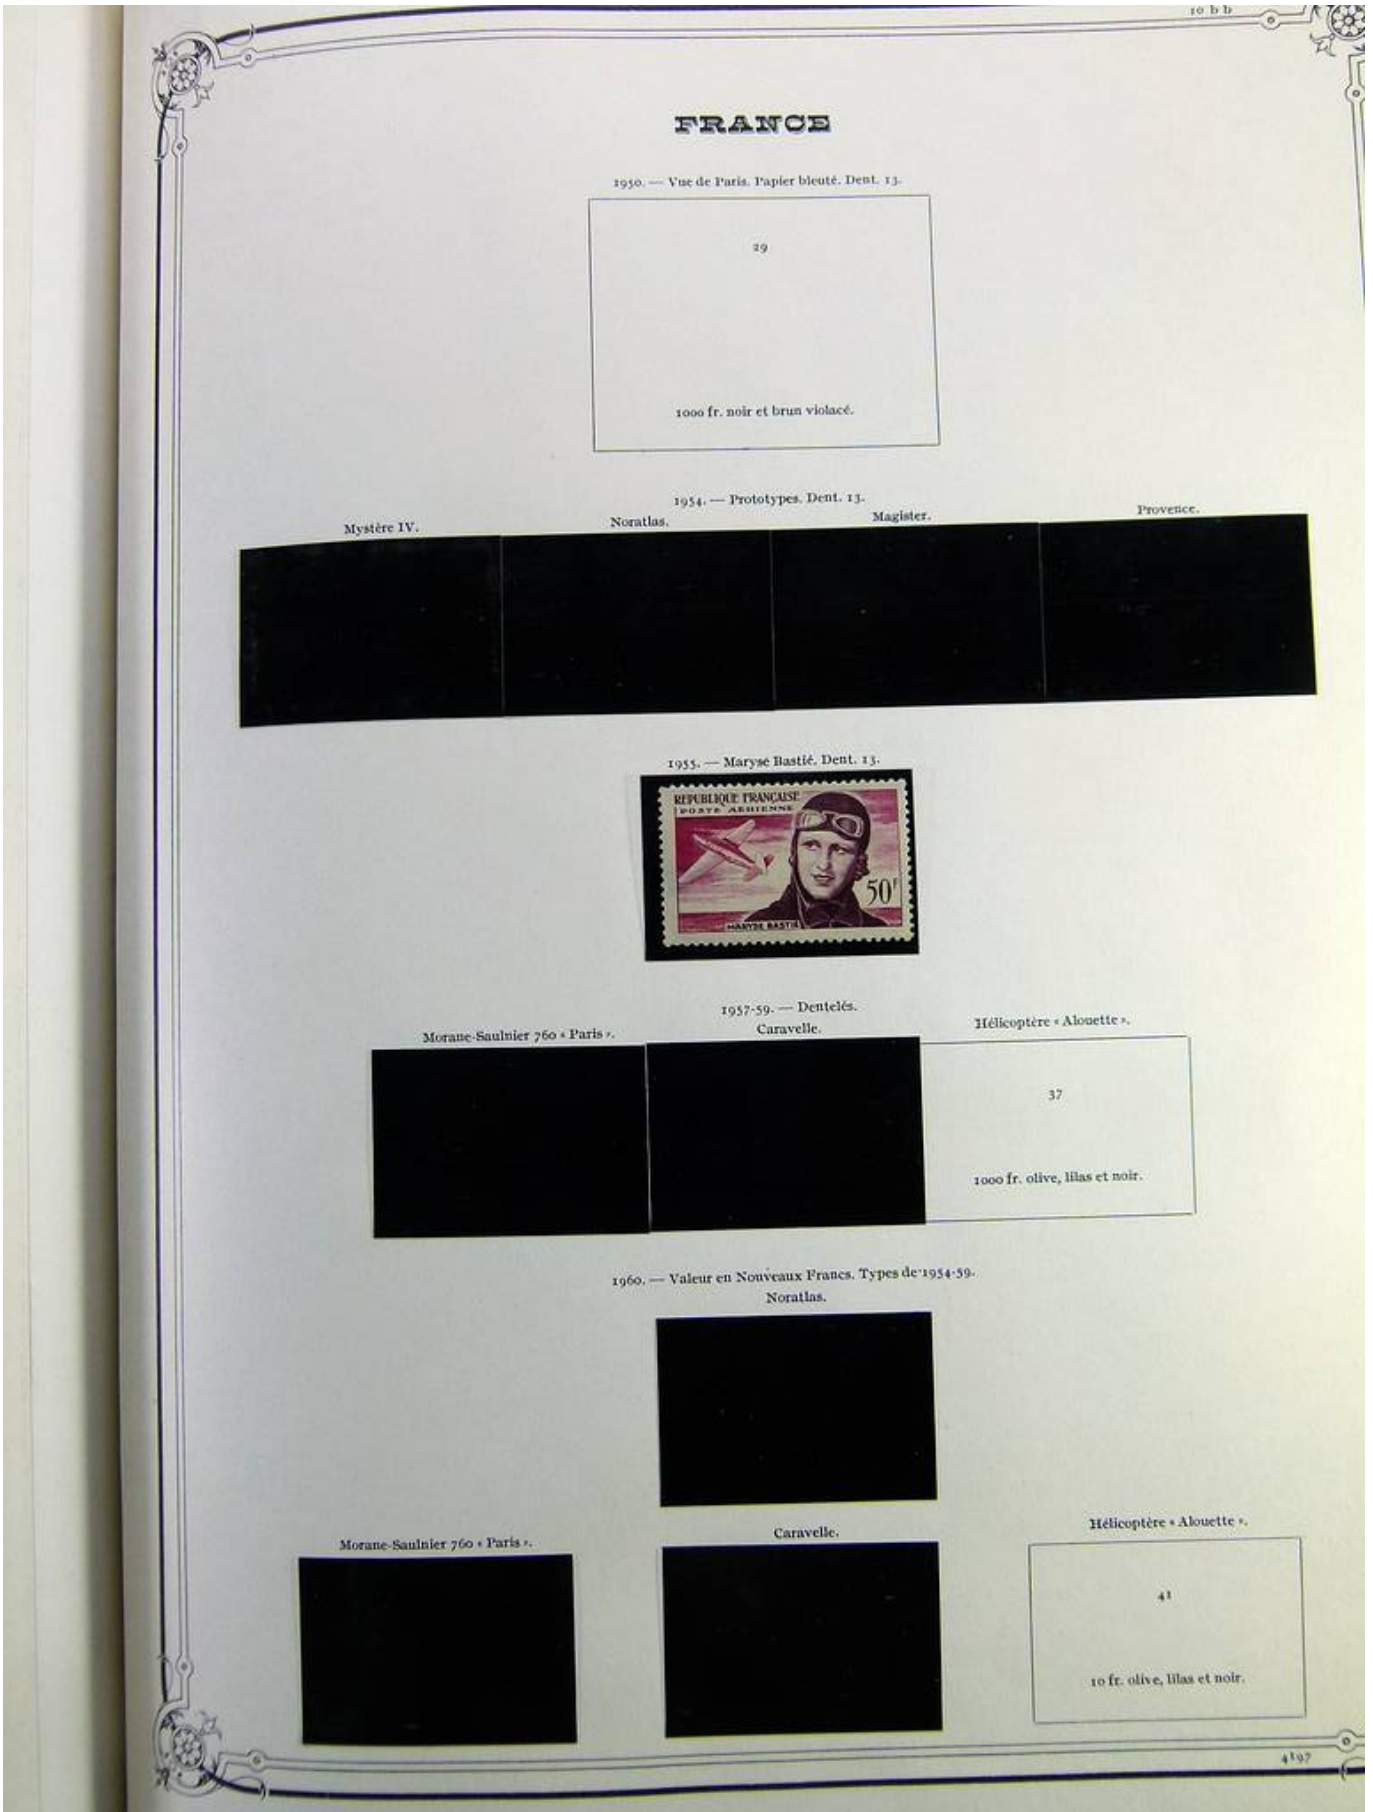 10 b b
FRANCE
1950. — Vue de Paris. Papier bleuté. Dent. 13.
29
1000 fr. noir et brun violacé.
1954. — Prototypes. Dent. 13.
Mystère IV. Noratlas. Magister. Provence.
1955. — Maryse Bastié. Dent. 13.
REPUBLIQUE FRANÇAISE
POSTE AERIENNE
50F
MARYSE BASTIE
1957-59. — Dentelés.
Morane-Saulnier 760 « Paris ». Caravelle. Hélicoptère « Alouette ».
37
1000 fr. olive, lilas et noir.
1960. — Valeur en Nouveaux Francs. Types de 1954-59.
Noratlas.
Morane-Saulnier 760 « Paris ». Caravelle. Hélicoptère « Alouette ».
41
10 fr. olive, lilas et noir.